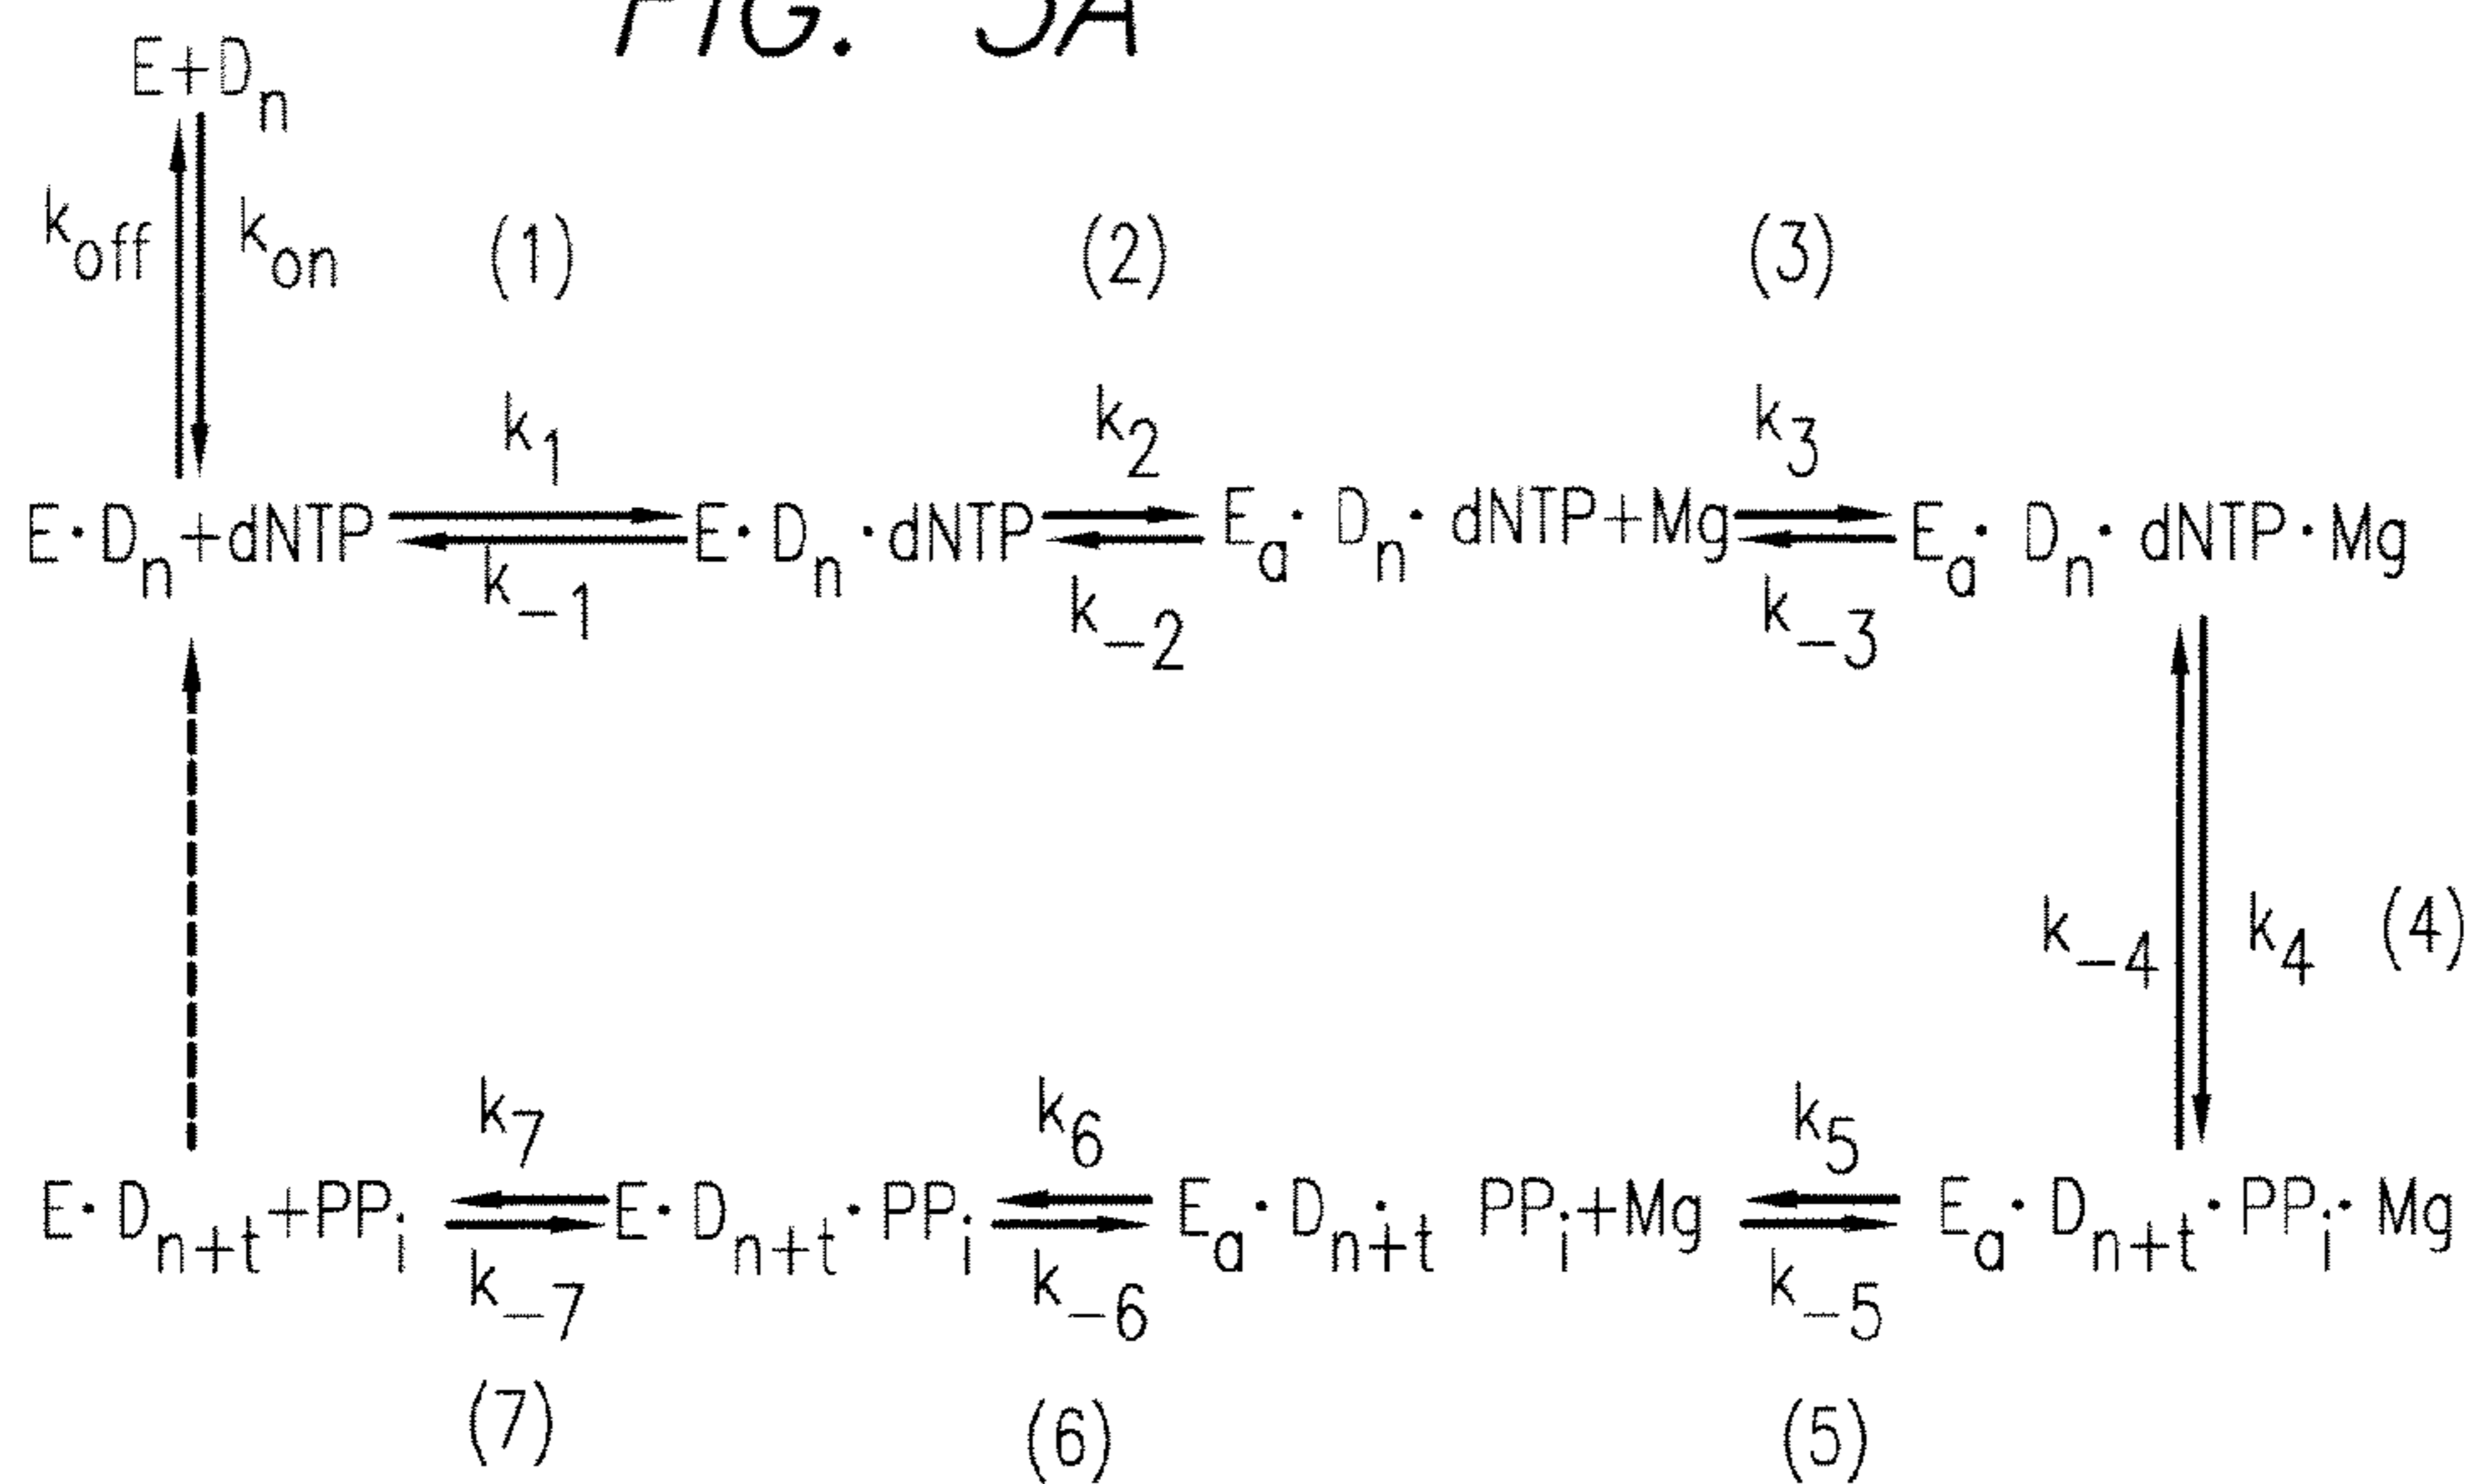 FIG. 5A
E+Dn
koff kon (1) (2) (3)
k1 k2 k3
E·Dn+dNTP E·Dn·dNTP Ea·Dn·dNTP+Mg Ea·Dn·dNTP·Mg
k-1 k-2 k-3
k-4 k4 (4)
k7 k6 k5
E·Dn+t+PPi E·Dn+t·PPi Ea·Dn+t· PPi+Mg Ea·Dn+t·PPi·Mg
k-7 k-6 k-5
(7) (6) (5)